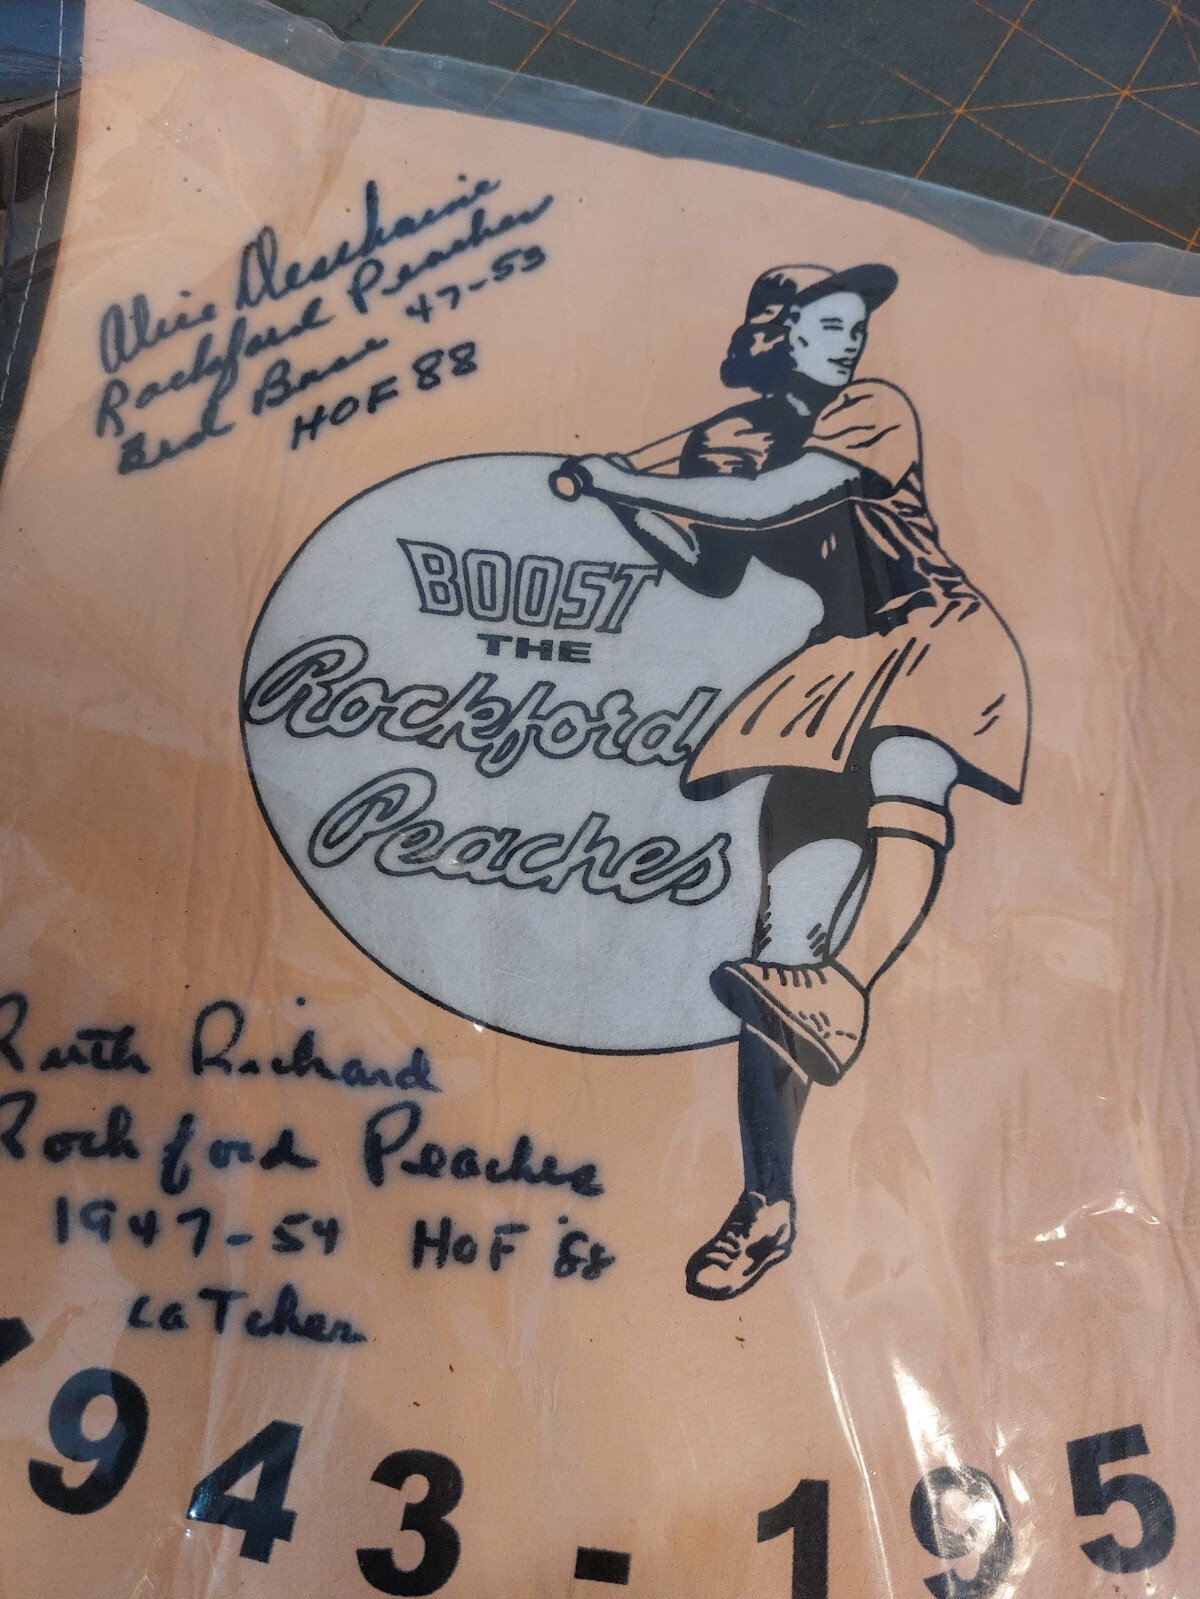 Alice Deschaine
Rockford Peaches
3rd Base 47-53
HOF 88
BOOST
THE
Rockford
Peaches
Ruth Richard
Rockford Peaches
1947-54 HOF '88
caTcher
943-195